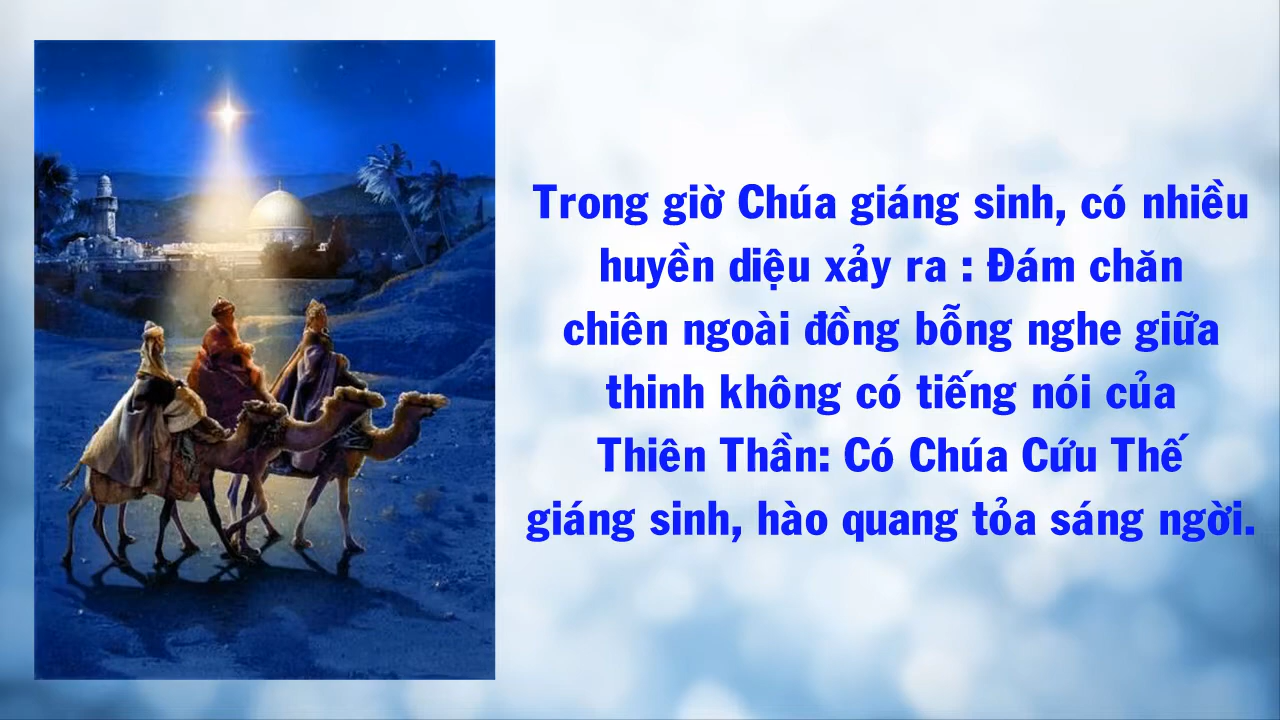 Trong giờ Chúa giáng sinh, có nhiều
huyền diệu xảy ra : Đám chăn
chiên ngoài đồng bỗng nghe giữa
thinh không có tiếng nói của
Thiên Thần: Có Chúa Cứu Thế
giáng sinh, hào quang tỏa sáng ngời.